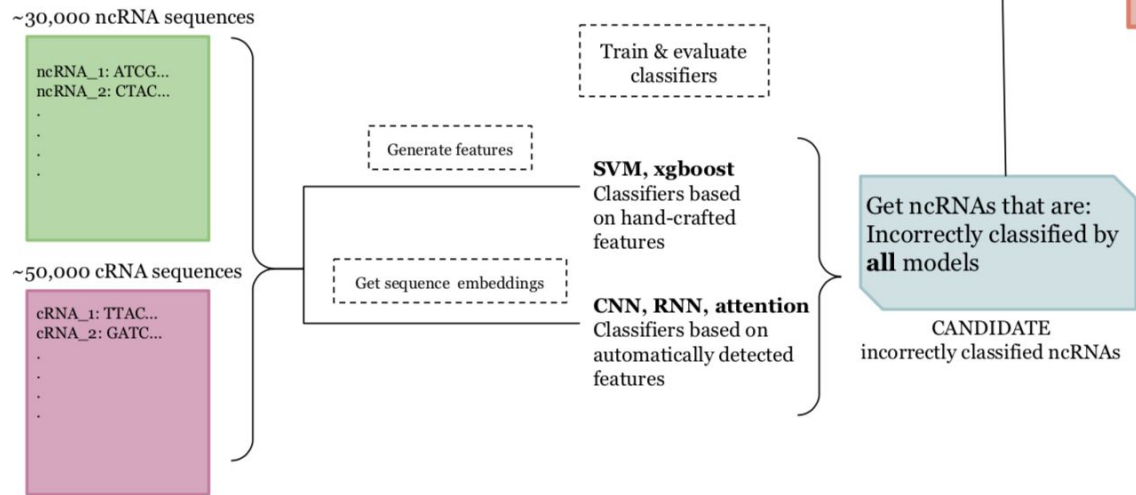 ~30,000 ncRNA sequences
ncRNA_1: ATCG...
ncRNA_2: CTAC...
.
.
.
.
~50,000 cRNA sequences
cRNA_1: TTAC...
cRNA_2: GATC...
.
.
.
.
Generate features
Get sequence embeddings
Train & evaluate
classifiers
SVM, xgboost
Classifiers based
on hand-crafted
features
CNN, RNN, attention
Classifiers based on
automatically detected
features
Get ncRNAs that are:
Incorrectly classified by
all models
CANDIDATE
incorrectly classified ncRNAs